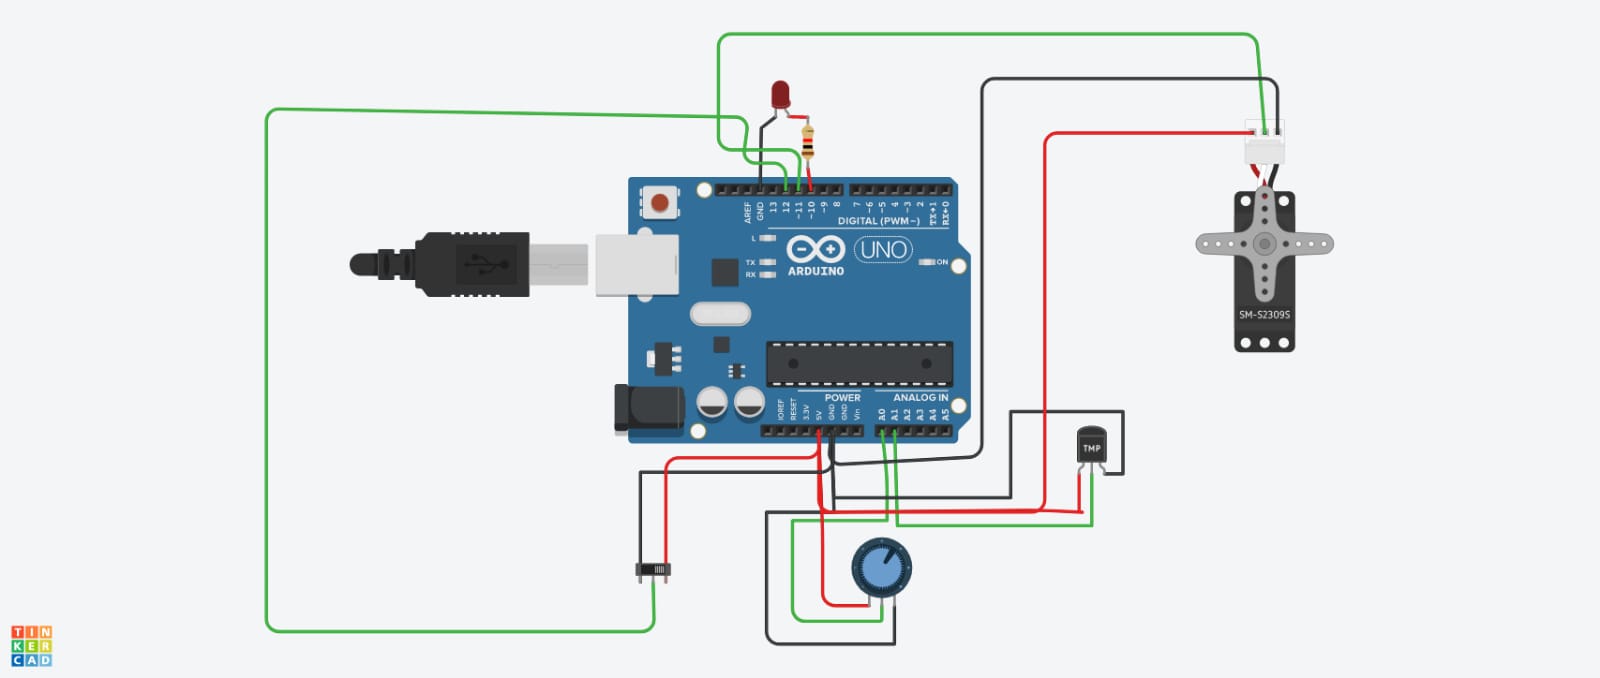 AREF
GND
13
12
~11
~10
~9
8
7
~6
~5
4
~3
2
TX→1
RX←0
DIGITAL (PWM~)
L
TX
RX
ARDUINO
UNO
ON
SM-S2309S
POWER
ANALOG IN
IOREF
RESET
3.3V
5V
GND
GND
Vin
A0
A1
A2
A3
A4
A5
TMP
TIN
KER
CAD